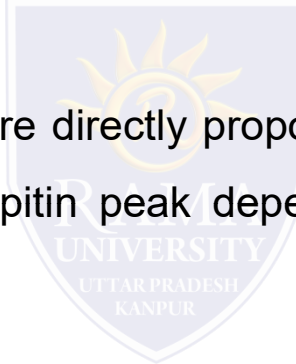 re directly propo
pitin peak depe
RAMA
UNIVERSITY
UTTAR PRADESH
KANPUR